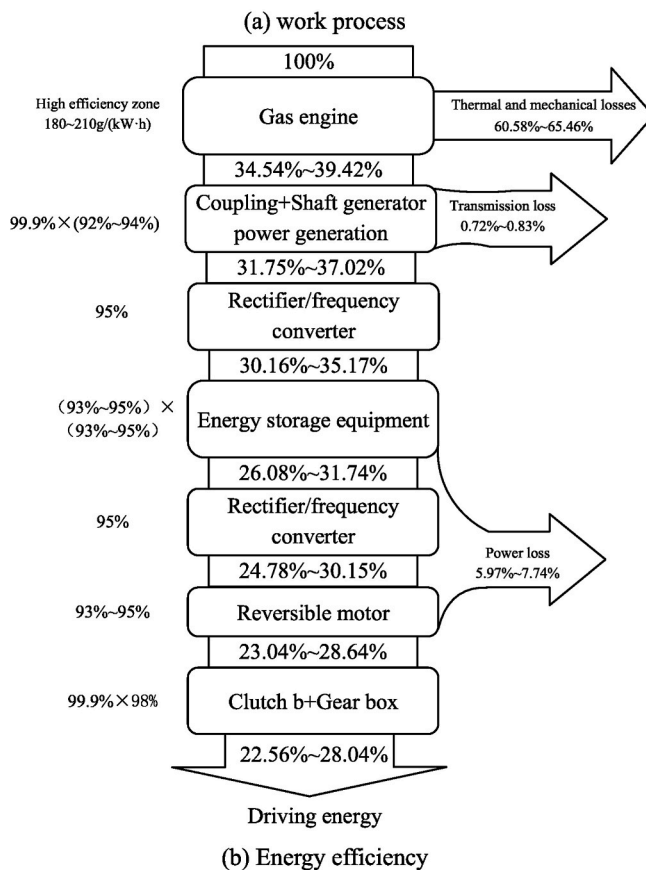 (a) work process
100%
High efficiency zone
180~210g/(kW·h)
Gas engine
Thermal and mechanical losses
60.58%~65.46%
34.54%~39.42%
99.9%×(92%~94%)
Coupling+Shaft generator
power generation
Transmission loss
0.72%~0.83%
31.75%~37.02%
95%
Rectifier/frequency
converter
30.16%~35.17%
（93%~95%）×
（93%~95%）
Energy storage equipment
26.08%~31.74%
95%
Rectifier/frequency
converter
Power loss
5.97%~7.74%
24.78%~30.15%
93%~95%
Reversible motor
23.04%~28.64%
99.9%×98%
Clutch b+Gear box
22.56%~28.04%
Driving energy
(b) Energy efficiency